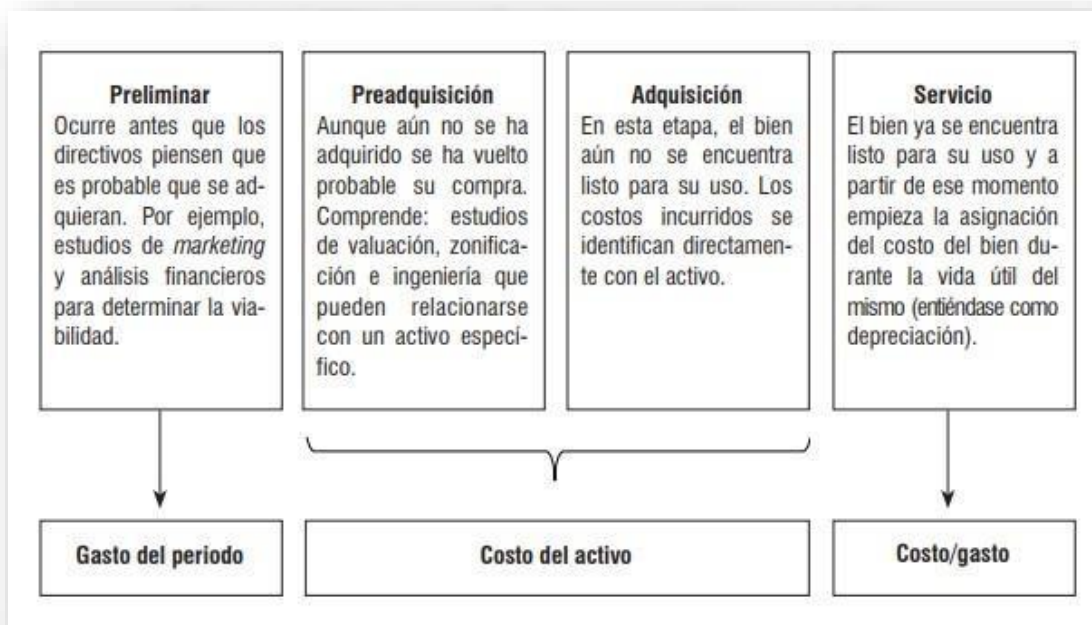 Preliminar
Ocurre antes que los
directivos piensen que
es probable que se ad-
quieran. Por ejemplo,
estudios de marketing
y análisis financieros
para determinar la via-
bilidad.
Preadquisición
Aunque aún no se ha
adquirido se ha vuelto
probable su compra.
Comprende: estudios
de valuación, zonifica-
ción e ingeniería que
pueden relacionarse
con un activo especí-
fico.
Adquisición
En esta etapa, el bien
aún no se encuentra
listo para su uso. Los
costos incurridos se
identifican directamen-
te con el activo.
Servicio
El bien ya se encuentra
listo para su uso y a
partir de ese momento
empieza la asignación
del costo del bien du-
rante la vida útil del
mismo (entiéndase como
depreciación).
Gasto del periodo
Costo del activo
Costo/gasto